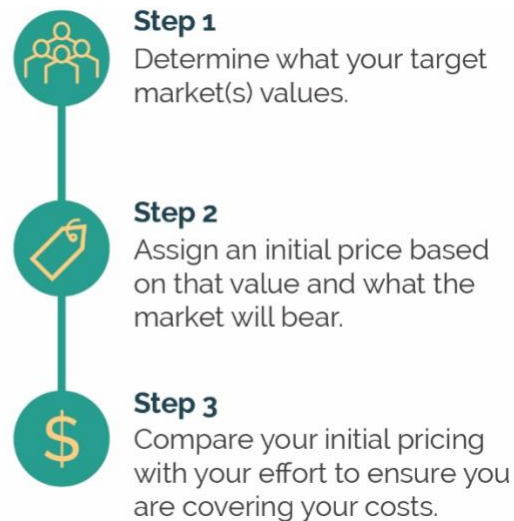 Step 1
Determine what your target
market(s) values.
Step 2
Assign an initial price based
on that value and what the
market will bear.
Step 3
$
Compare your initial pricing
with your effort to ensure you
are covering your costs.